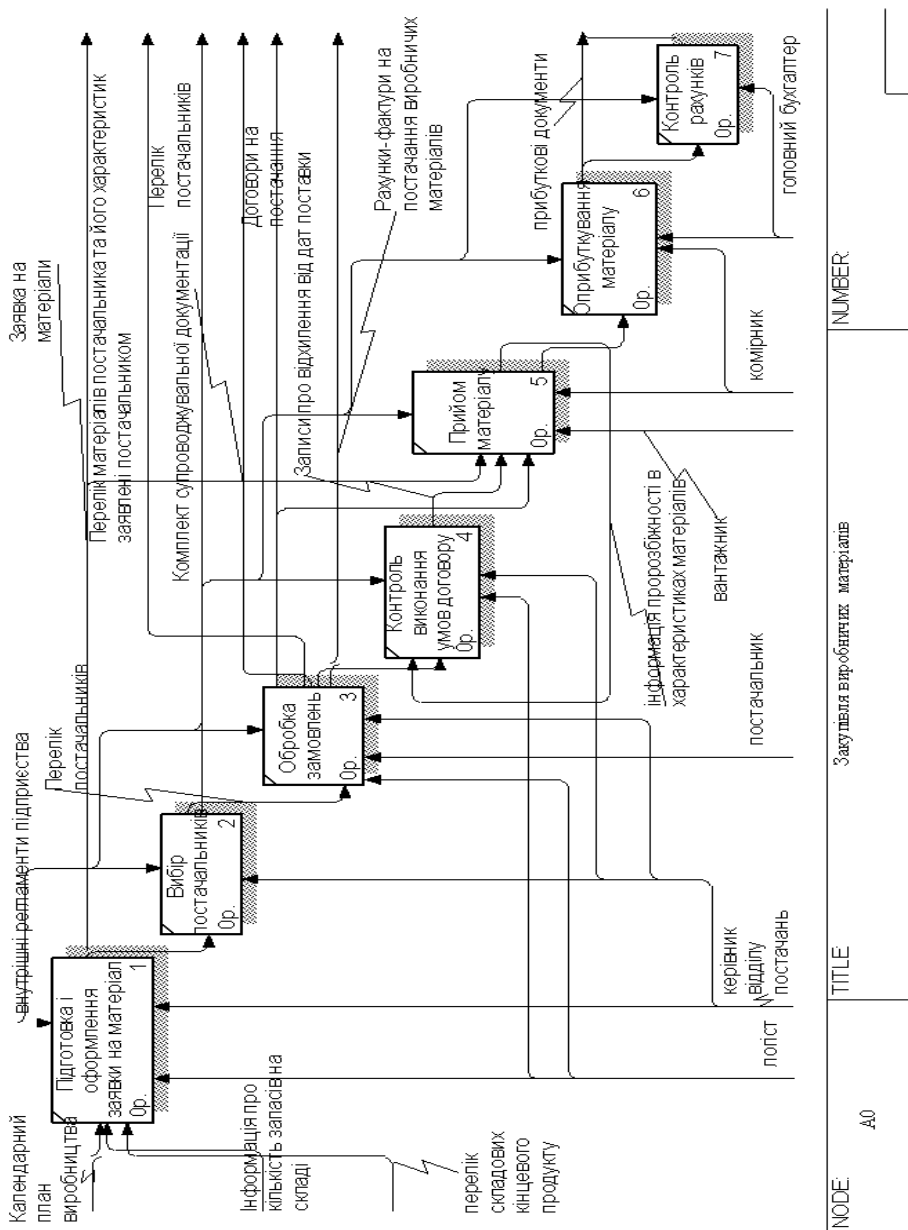 Календарний
план
виробництва
Інформація про
кількість запасів на
складі
перелік
складових
кінцевого
продукту
внутрішні регламенти підприємства
Підготовка і
оформлення
заявки на матеріал
0р.
1
Заявка на
матеріали
Перелік матеріалів постачальника та його характеристик
заявлені постачальником
Перелік
постачальників
Вибір
постачальників
0р.
2
Перелік
постачальників
Комплект супроводжувальної документації
Договори на
постачання
Обробка
замовлень
0р.
3
Записи про відхилення від дат поставки
Рахунки-фактури на
постачання виробничих
матеріалів
Контроль
виконання
умов договору
0р.
4
Прийом
матеріалу
0р.
5
інформація пророзбіжності в
характеристиках матеріалів
прибуткові документи
Оприбуткування
матеріалу
0р.
6
Контроль
рахунків
0р.
7
логіст
керівник
відділу
постачань
постачальник
вантажник
комірник
головний бухгалтер
NODE:
A0
TITLE:
Закупівля виробничих матеріалів
NUMBER: